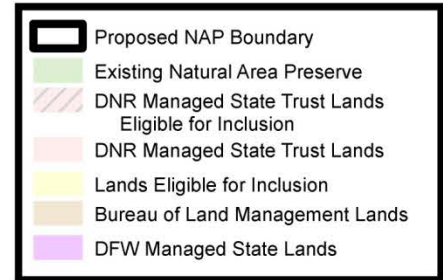 Proposed NAP Boundary
Existing Natural Area Preserve
DNR Managed State Trust Lands
Eligible for Inclusion
DNR Managed State Trust Lands
Lands Eligible for Inclusion
Bureau of Land Management Lands
DFW Managed State Lands